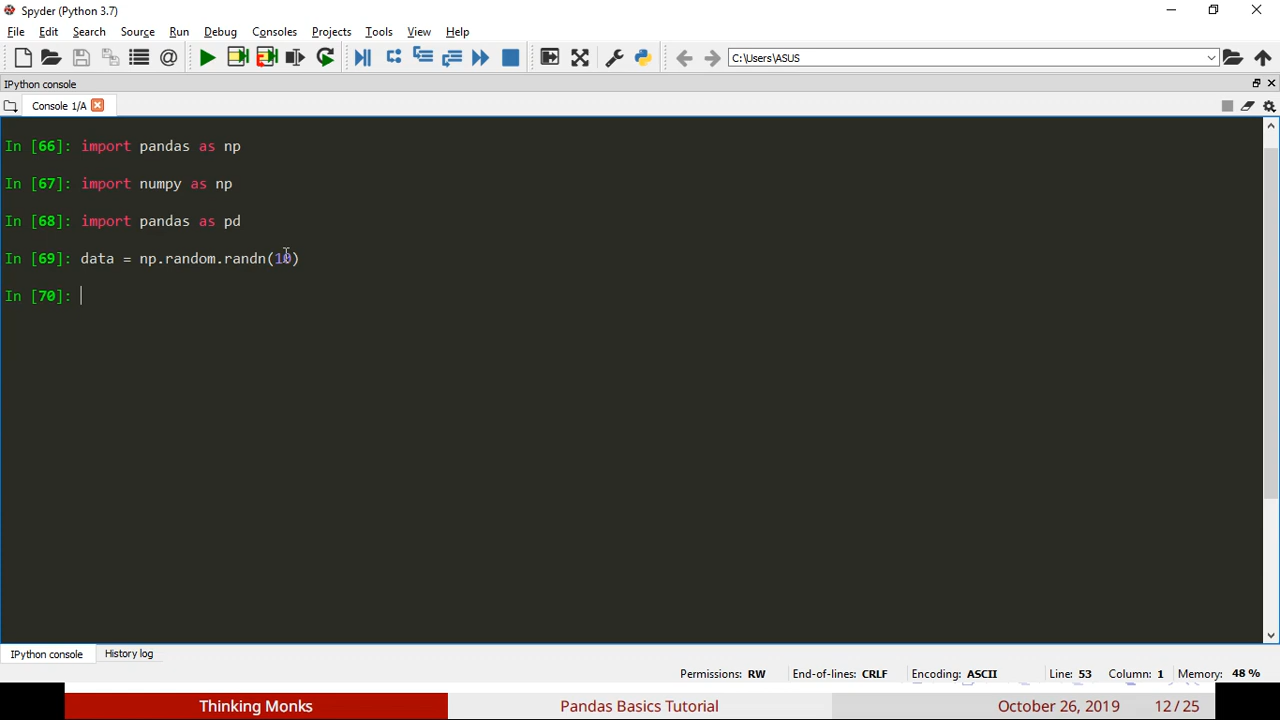 Spyder (Python 3.7)
File Edit Search Source Run Debug Consoles Projects Tools View Help
C:\Users\ASUS
IPython console
Console 1/A
In [66]: import pandas as np
In [67]: import numpy as np
In [68]: import pandas as pd
In [69]: data = np.random.randn(10)
In [70]:
IPython console History log
Permissions: RW End-of-lines: CRLF Encoding: ASCII Line: 53 Column: 1 Memory: 48 %
Thinking Monks Pandas Basics Tutorial October 26, 2019 12 / 25